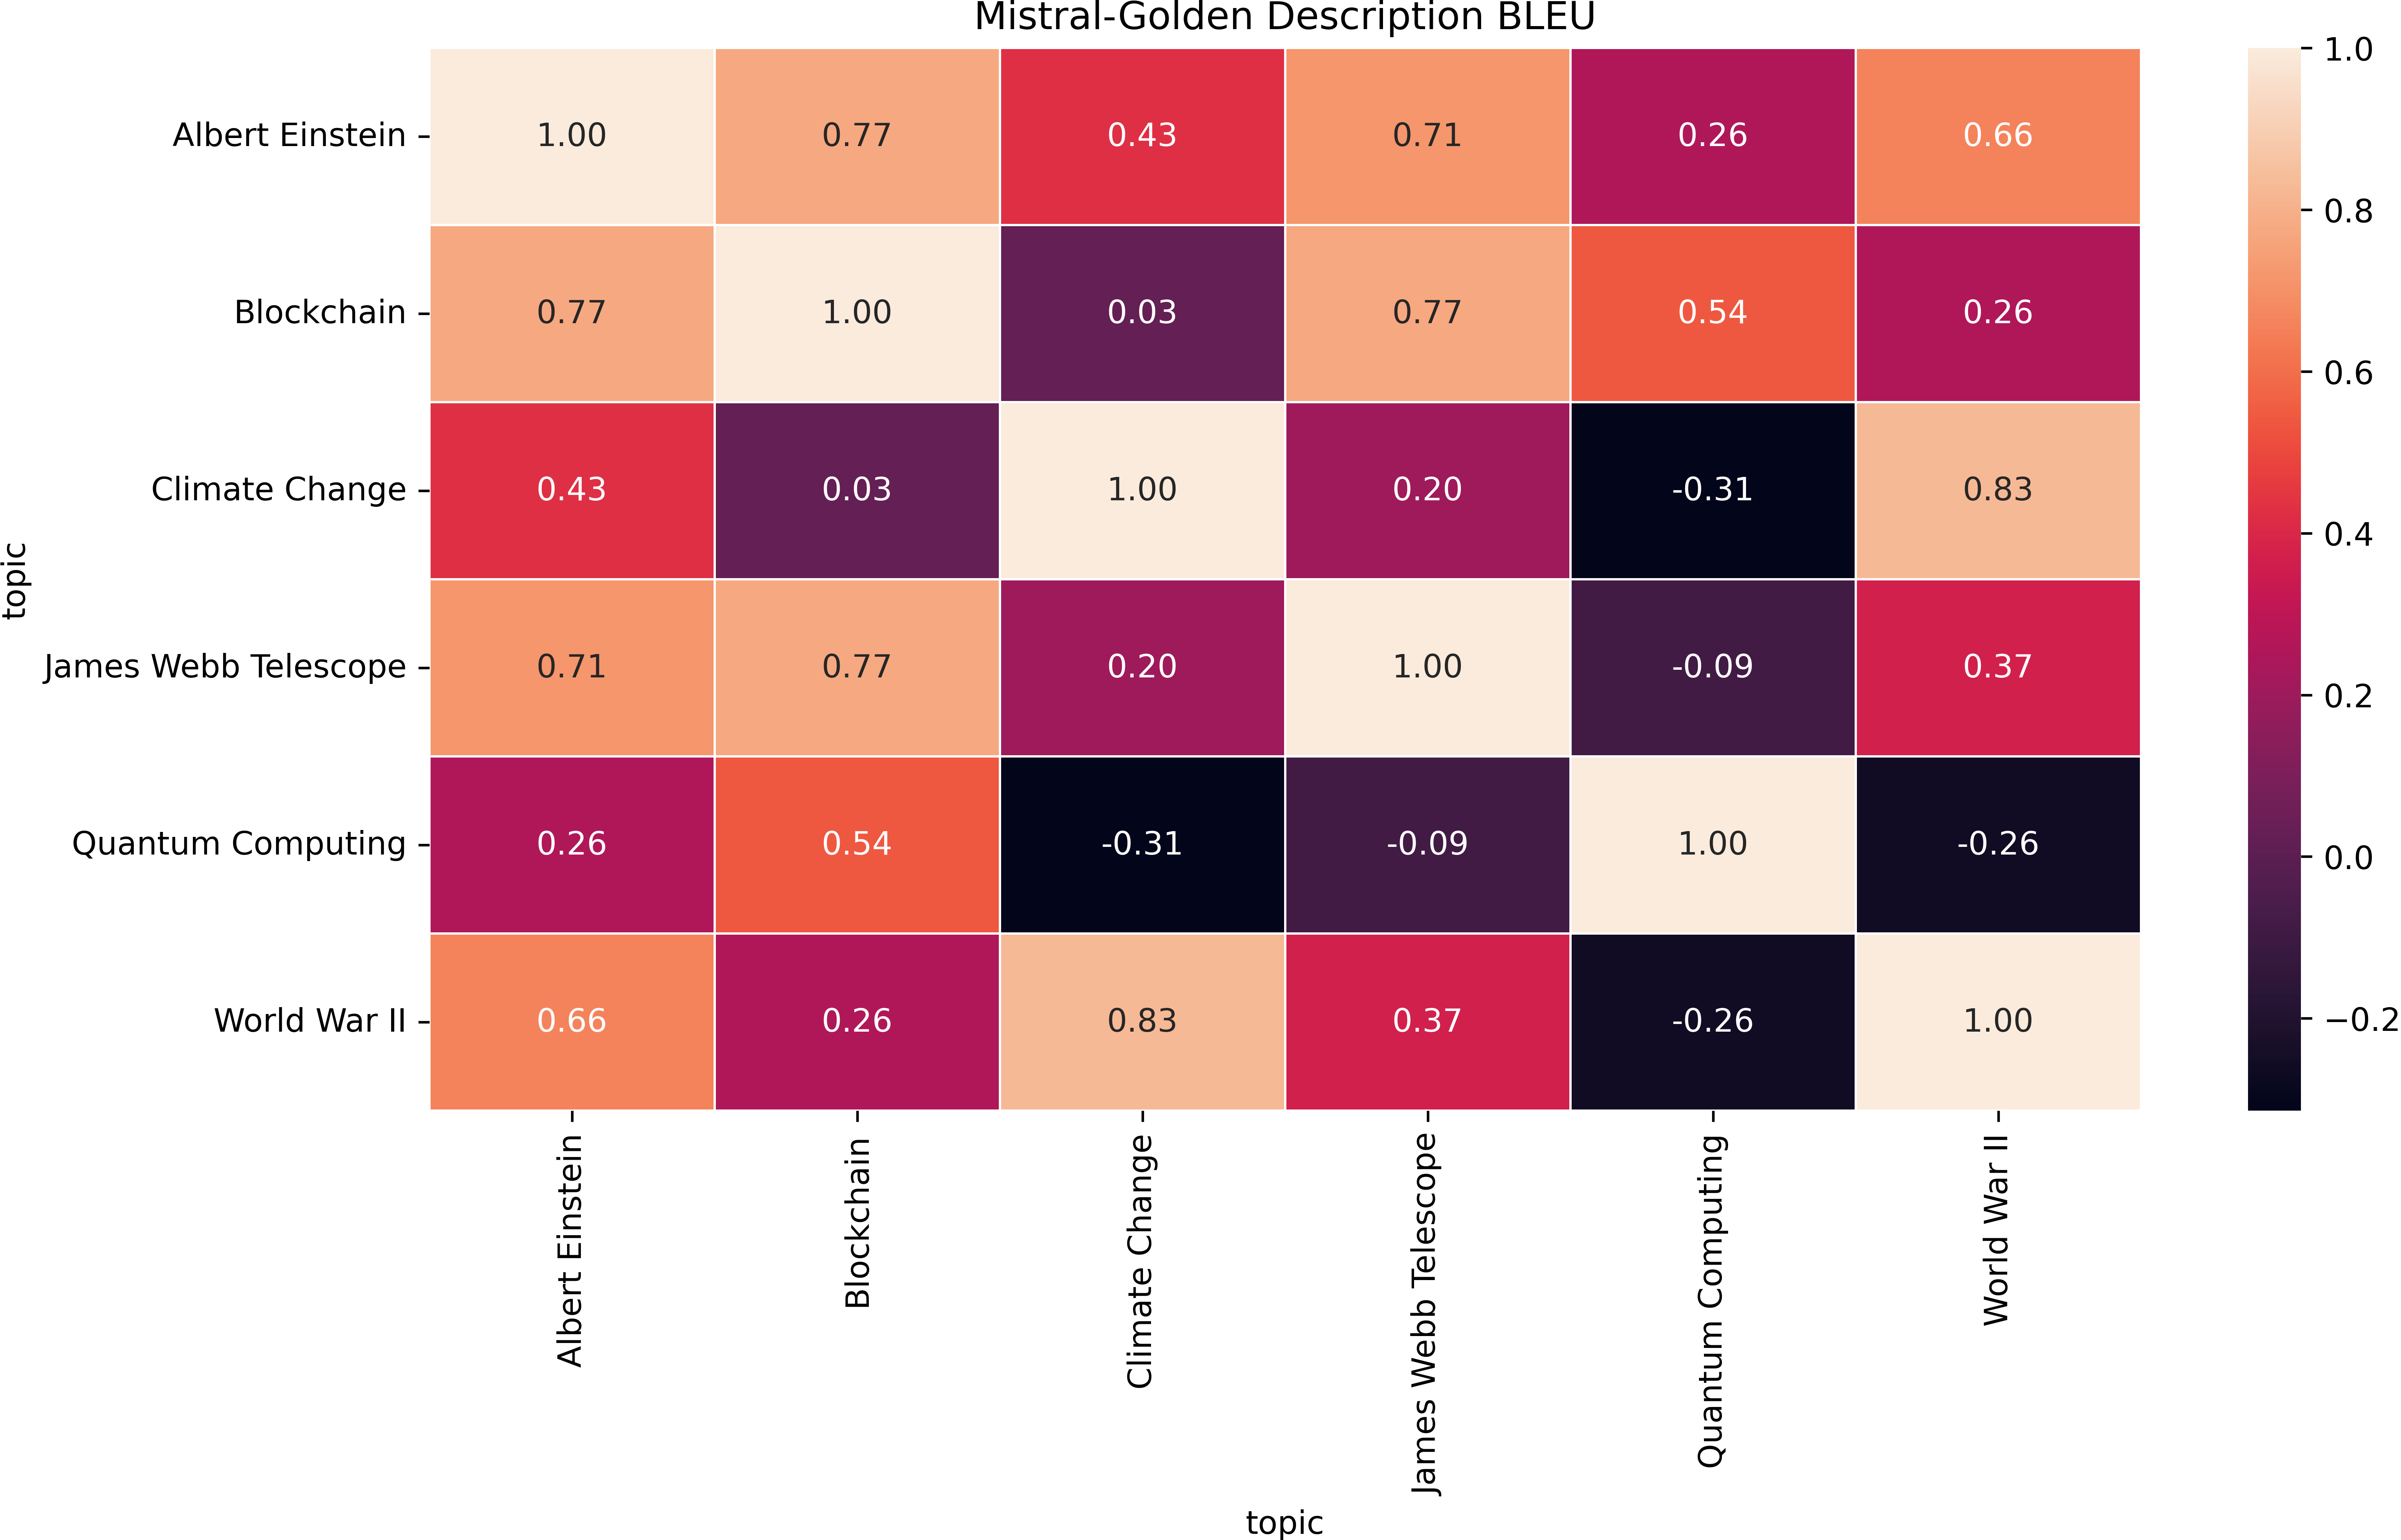 Mistral-Golden Description BLEU
Albert Einstein 1.00 0.77 0.43 0.71 0.26 0.66
Blockchain 0.77 1.00 0.03 0.77 0.54 0.26
Climate Change 0.43 0.03 1.00 0.20 -0.31 0.83
James Webb Telescope 0.71 0.77 0.20 1.00 -0.09 0.37
Quantum Computing 0.26 0.54 -0.31 -0.09 1.00 -0.26
World War II 0.66 0.26 0.83 0.37 -0.26 1.00
topic
Albert Einstein
Blockchain
Climate Change
James Webb Telescope
Quantum Computing
World War II
topic
1.0
0.8
0.6
0.4
0.2
0.0
−0.2